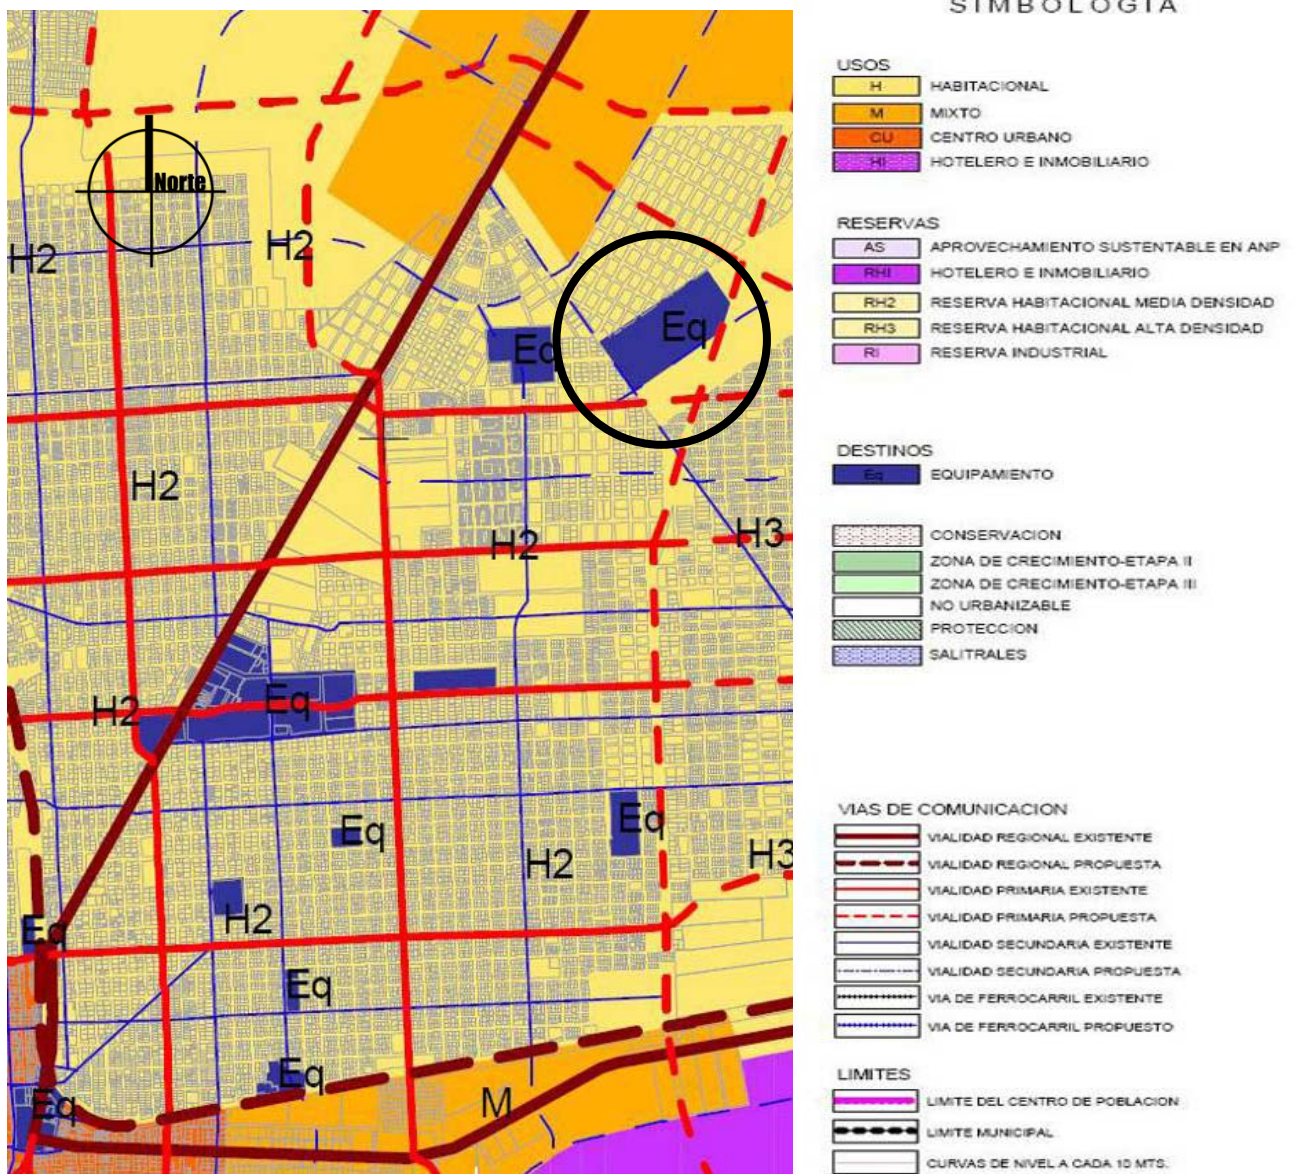 SIMBOLOGIA
USOS
H HABITACIONAL
M MIXTO
CU CENTRO URBANO
HI HOTELERO E INMOBILIARIO
RESERVAS
AS APROVECHAMIENTO SUSTENTABLE EN ANP
RHI HOTELERO E INMOBILIARIO
RH2 RESERVA HABITACIONAL MEDIA DENSIDAD
RH3 RESERVA HABITACIONAL ALTA DENSIDAD
RI RESERVA INDUSTRIAL
DESTINOS
Eq EQUIPAMIENTO
CONSERVACION
ZONA DE CRECIMIENTO-ETAPA II
ZONA DE CRECIMIENTO-ETAPA III
NO URBANIZABLE
PROTECCION
SALITRALES
VIAS DE COMUNICACION
VIALIDAD REGIONAL EXISTENTE
VIALIDAD REGIONAL PROPUESTA
VIALIDAD PRIMARIA EXISTENTE
VIALIDAD PRIMARIA PROPUESTA
VIALIDAD SECUNDARIA EXISTENTE
VIALIDAD SECUNDARIA PROPUESTA
VIA DE FERROCARRIL EXISTENTE
VIA DE FERROCARRIL PROPUESTO
LIMITES
LIMITE DEL CENTRO DE POBLACION
LIMITE MUNICIPAL
CURVAS DE NIVEL A CADA 10 MTS.
Norte
H2
H2
Eq
Eq
H2
H2
H3
H2
Eq
Eq
Eq
H2
H3
H2
Eq
Eq
Eq
Eq
M